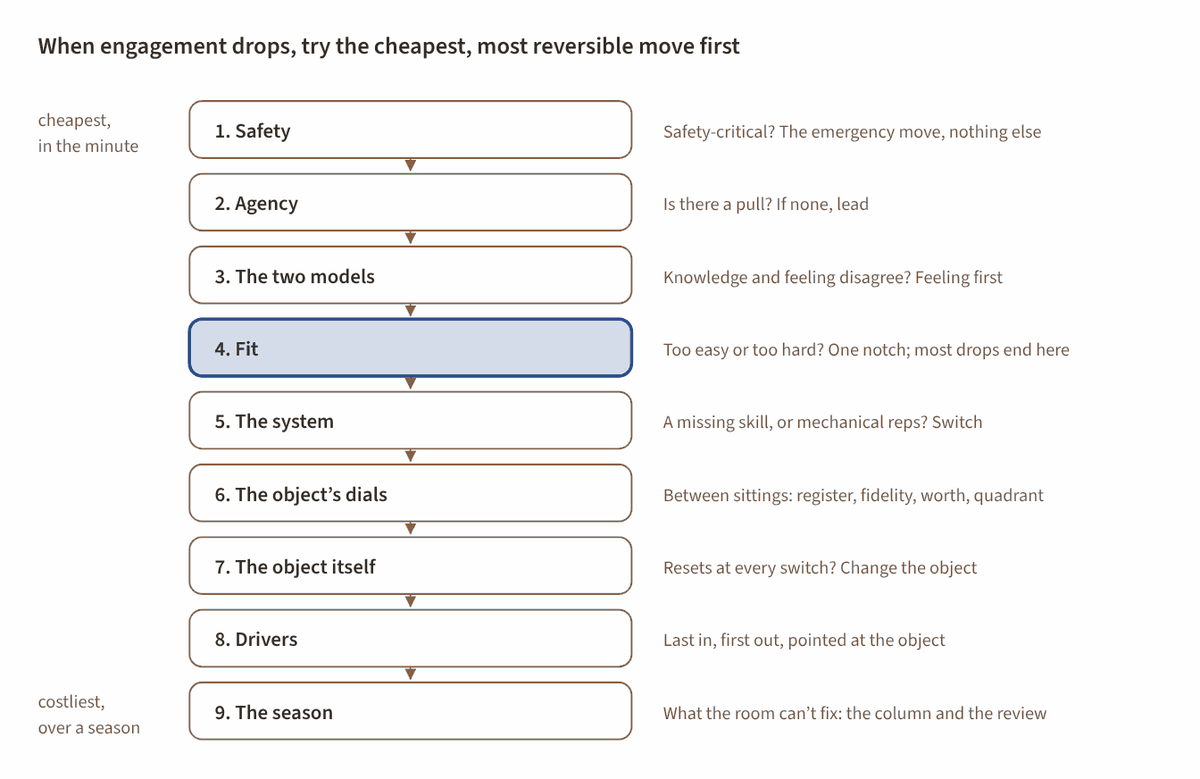 When engagement drops, try the cheapest, most reversible move first
cheapest,
in the minute
1. Safety
Safety-critical? The emergency move, nothing else
2. Agency
Is there a pull? If none, lead
3. The two models
Knowledge and feeling disagree? Feeling first
4. Fit
Too easy or too hard? One notch; most drops end here
5. The system
A missing skill, or mechanical reps? Switch
6. The object’s dials
Between sittings: register, fidelity, worth, quadrant
7. The object itself
Resets at every switch? Change the object
8. Drivers
Last in, first out, pointed at the object
costliest,
over a season
9. The season
What the room can’t fix: the column and the review